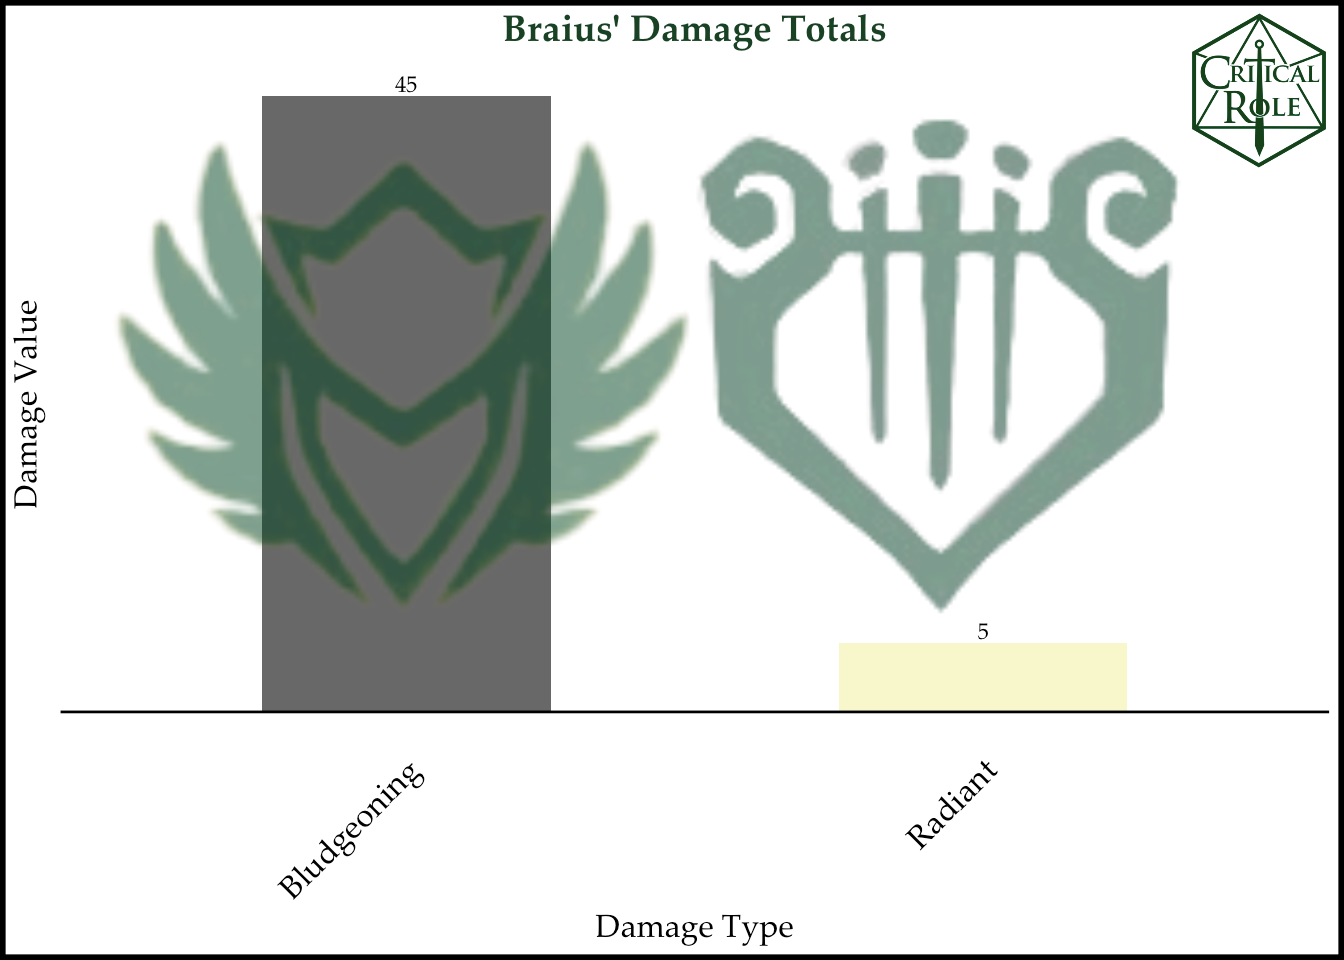 Braius' Damage Totals
CRITICAL
ROLE
45
5
Damage Value
Bludgeoning
Radiant
Damage Type